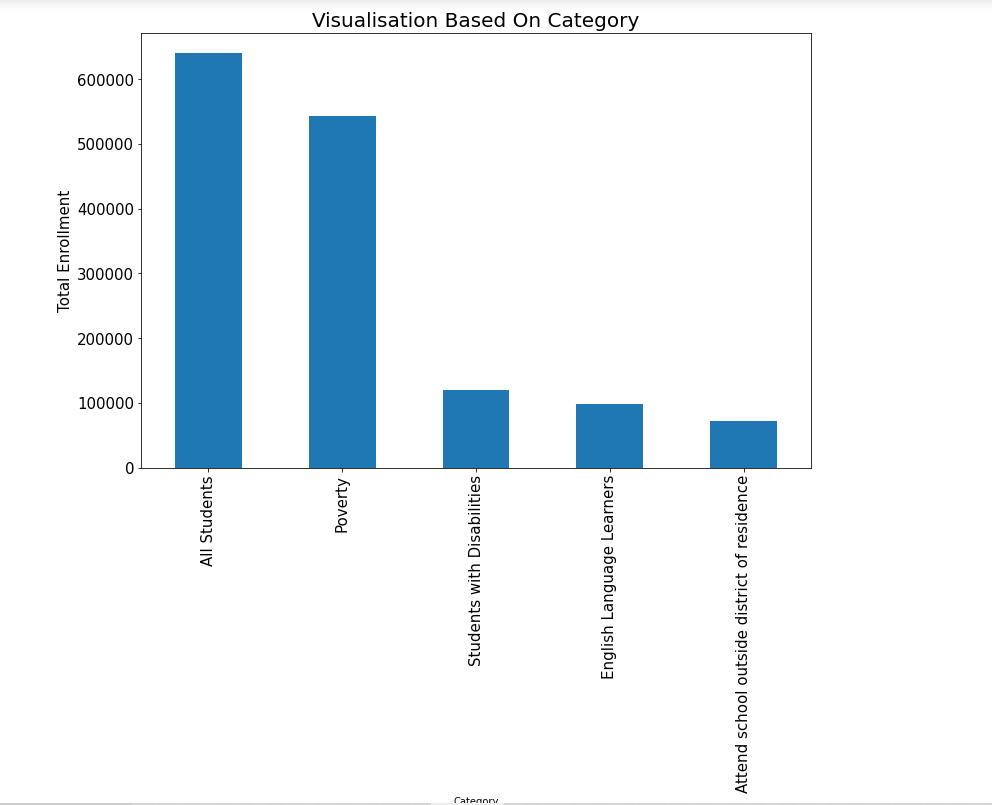 Visualisation Based On Category
Total Enrollment
600000
500000
400000
300000
200000
100000
0
All Students
Poverty
Students with Disabilities
English Language Learners
Attend school outside district of residence
Category